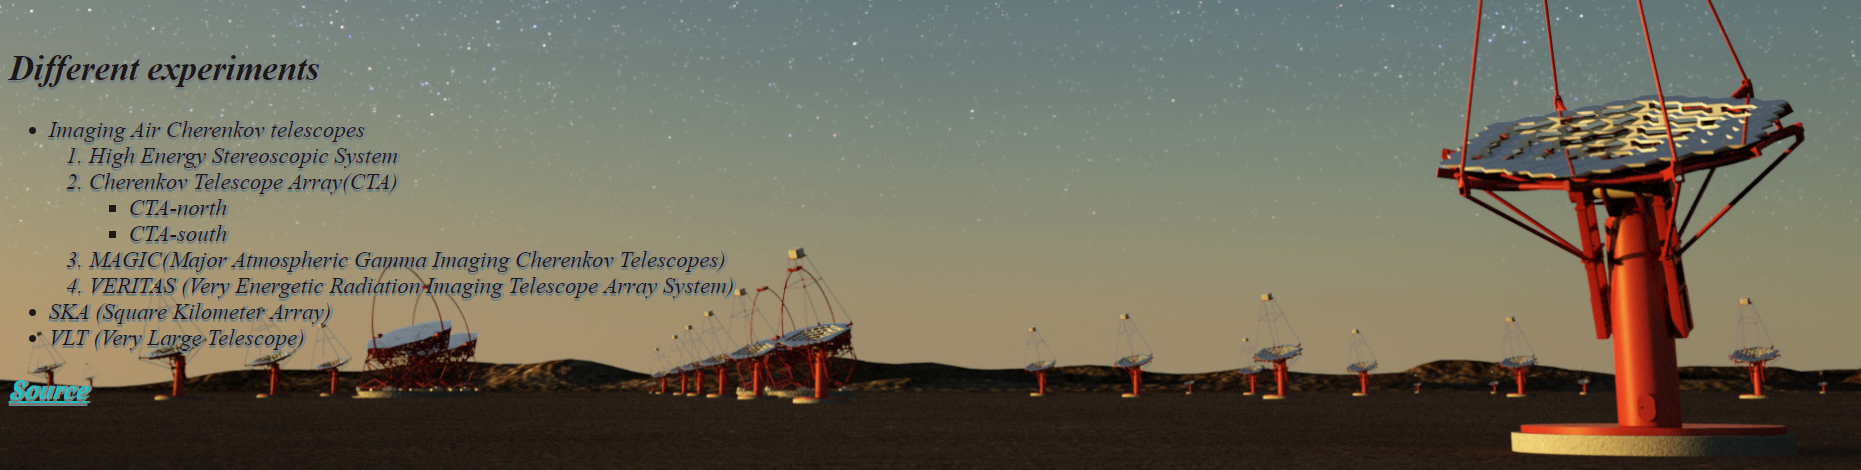 Different experiments
• Imaging Air Cherenkov telescopes
1. High Energy Stereoscopic System
2. Cherenkov Telescope Array(CTA)
▪ CTA-north
▪ CTA-south
3. MAGIC(Major Atmospheric Gamma Imaging Cherenkov Telescopes)
4. VERITAS (Very Energetic Radiation Imaging Telescope Array System)
• SKA (Square Kilometer Array)
• VLT (Very Large Telescope)
Source